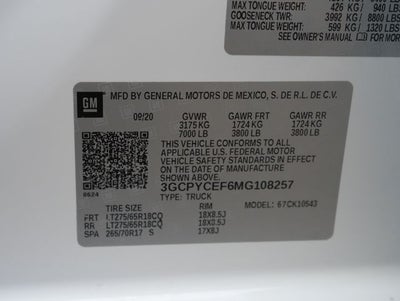 MAX TONGUE WEIGHT:
426 KG / 940 LBS
GOOSENECK TWR:
3992 KG / 8800 LBS
MAX TONGUE WEIGHT:
599 KG / 1320 LBS
SEE OWNER'S MANUAL
GM
MFD BY GENERAL MOTORS DE MEXICO, S. DE R.L. DE C.V.
09/20 GVWR GAWR FRT GAWR RR
3175 KG 1724 KG 1724 KG
7000 LB 3800 LB 3800 LB
THIS VEHICLE CONFORMS TO ALL APPLICABLE U.S.
FEDERAL MOTOR VEHICLE SAFETY
STANDARDS IN EFFECT ON THE DATE OF MANUFACTURE
SHOWN ABOVE.
3GCPYCEF6MG108257
8624 TYPE: TRUCK
67CK10543
TIRE SIZE RIM
FRT LT275/65R18CQ 18X8.5J
RR LT275/65R18CQ 18X8.5J
SPA 265/70R17 S 17X8J